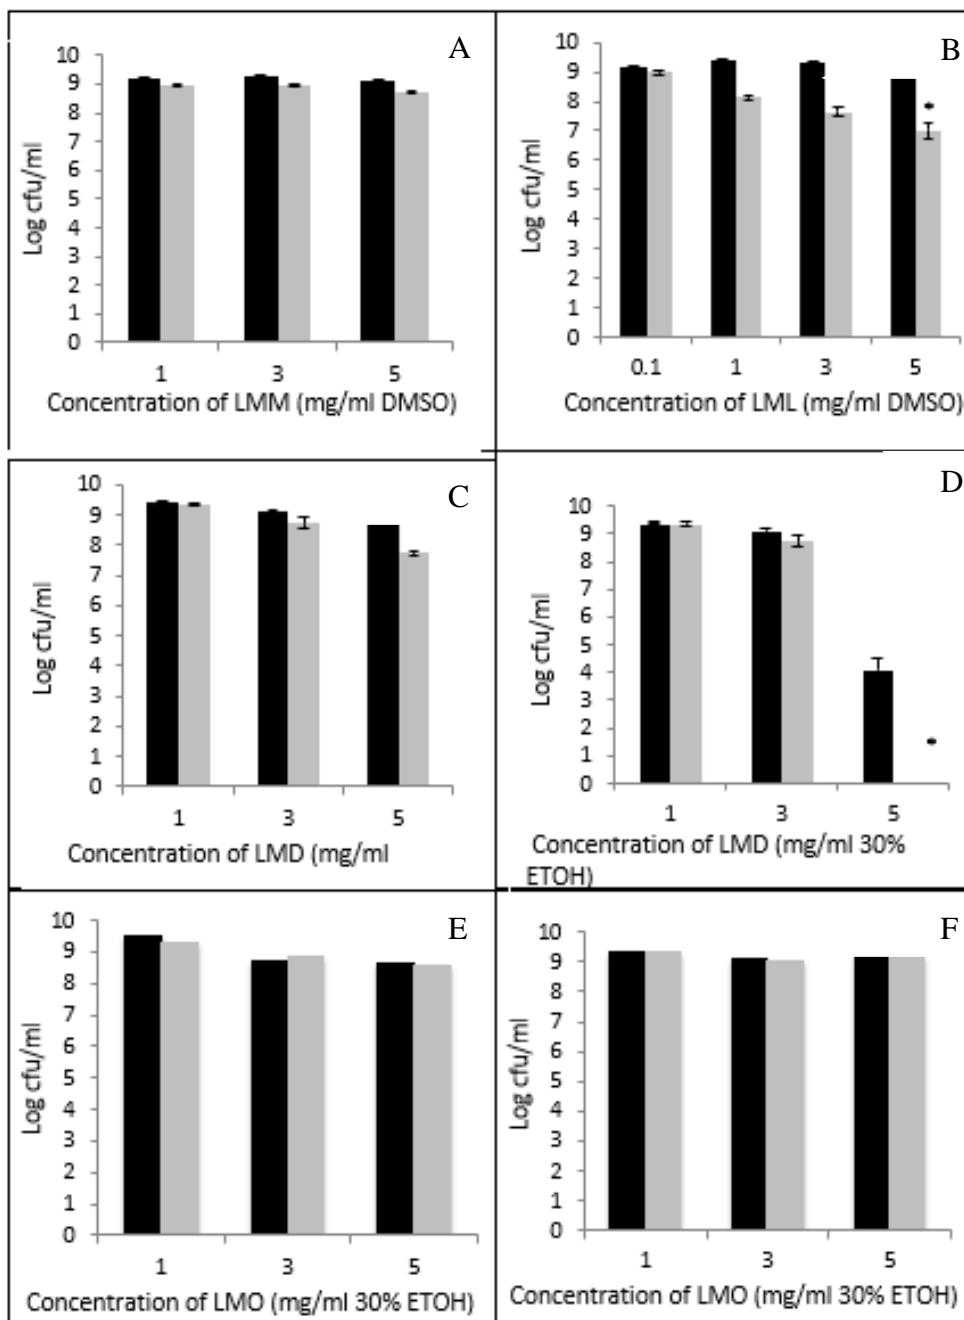 A
10
9
8
7
6
5
4
3
2
1
0
Log cfu/ml
1 3 5
Concentration of LMM (mg/ml DMSO)
B
10
9
8
7
6
5
4
3
2
1
0
Log cfu/ml
*
0.1 1 3 5
Concentration of LML (mg/ml DMSO)
C
10
9
8
7
6
5
4
3
2
1
0
Log cfu/ml
1 3 5
Concentration of LMD (mg/ml
D
10
9
8
7
6
5
4
3
2
1
0
Log cfu/ml
*
1 3 5
Concentration of LMD (mg/ml 30%
ETOH)
E
10
9
8
7
6
5
4
3
2
1
0
Log cfu/ml
1 3 5
Concentration of LMO (mg/ml 30% ETOH)
F
10
9
8
7
6
5
4
3
2
1
0
Log cfu/ml
1 3 5
Concentration of LMO (mg/ml 30% ETOH)